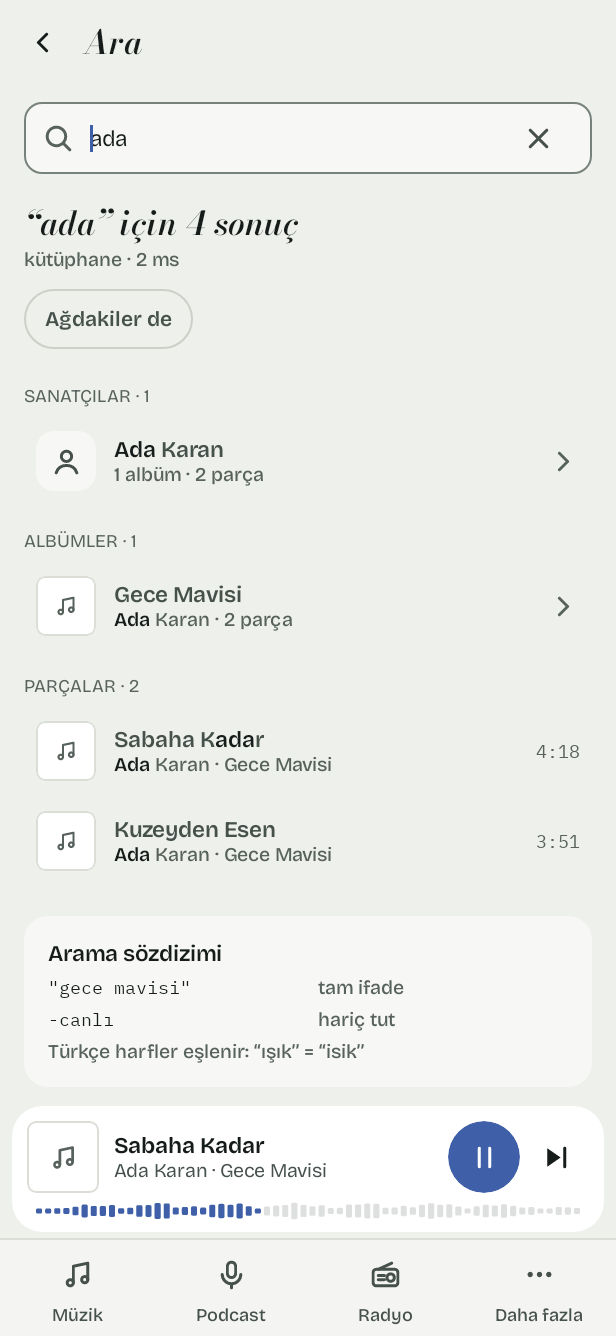 Ara
ada
“ada” için 4 sonuç
kütüphane · 2 ms
Ağdakiler de
SANATÇILAR · 1
Ada Karan
1 albüm · 2 parça
ALBÜMLER · 1
Gece Mavisi
Ada Karan · 2 parça
PARÇALAR · 2
Sabaha Kadar
4:18
Ada Karan · Gece Mavisi
Kuzeyden Esen
3:51
Ada Karan · Gece Mavisi
Arama sözdizimi
"gece mavisi" tam ifade
-canlı hariç tut
Türkçe harfler eşlenir: “ışık” = “isik”
Sabaha Kadar
Ada Karan · Gece Mavisi
Müzik Podcast Radyo Daha fazla